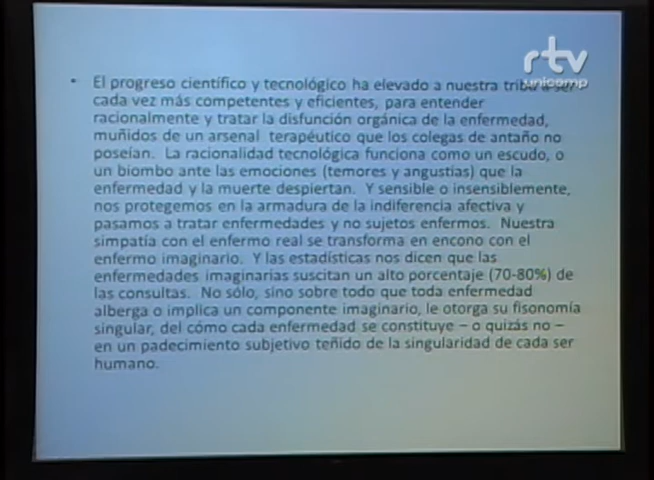 rtv
unicamp
• El progreso científico y tecnológico ha elevado a nuestra tribu a ser
cada vez más competentes y eficientes, para entender
racionalmente y tratar la disfunción orgánica de la enfermedad,
muñidos de un arsenal terapéutico que los colegas de antaño no
poseían. La racionalidad tecnológica funciona como un escudo, o
un biombo ante las emociones (temores y angustias) que la
enfermedad y la muerte despiertan. Y sensible o insensiblemente,
nos protegemos en la armadura de la indiferencia afectiva y
pasamos a tratar enfermedades y no sujetos enfermos. Nuestra
simpatía con el enfermo real se transforma en encono con el
enfermo imaginario. Y las estadísticas nos dicen que las
enfermedades imaginarias suscitan un alto porcentaje (70-80%) de
las consultas. No sólo, sino sobre todo que toda enfermedad
alberga o implica un componente imaginario, le otorga su fisonomía
singular, del cómo cada enfermedad se constituye – o quizás no –
en un padecimiento subjetivo teñido de la singularidad de cada ser
humano.